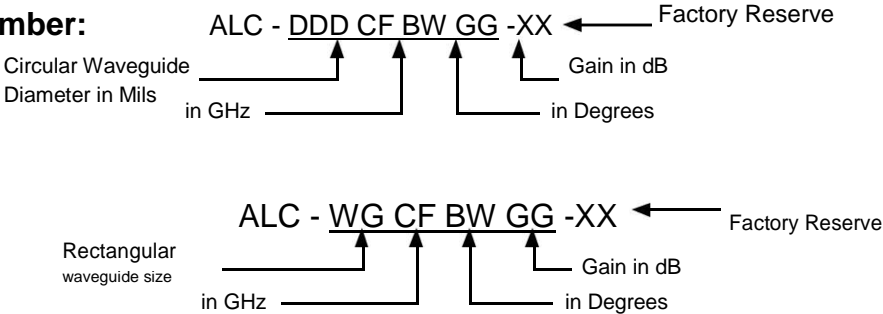 mber:
ALC - DDD CF BW GG -XX
Factory Reserve
Circular Waveguide
Diameter in Mils
Gain in dB
in GHz
in Degrees
ALC - WG CF BW GG -XX
Factory Reserve
Rectangular
waveguide size
Gain in dB
in GHz
in Degrees